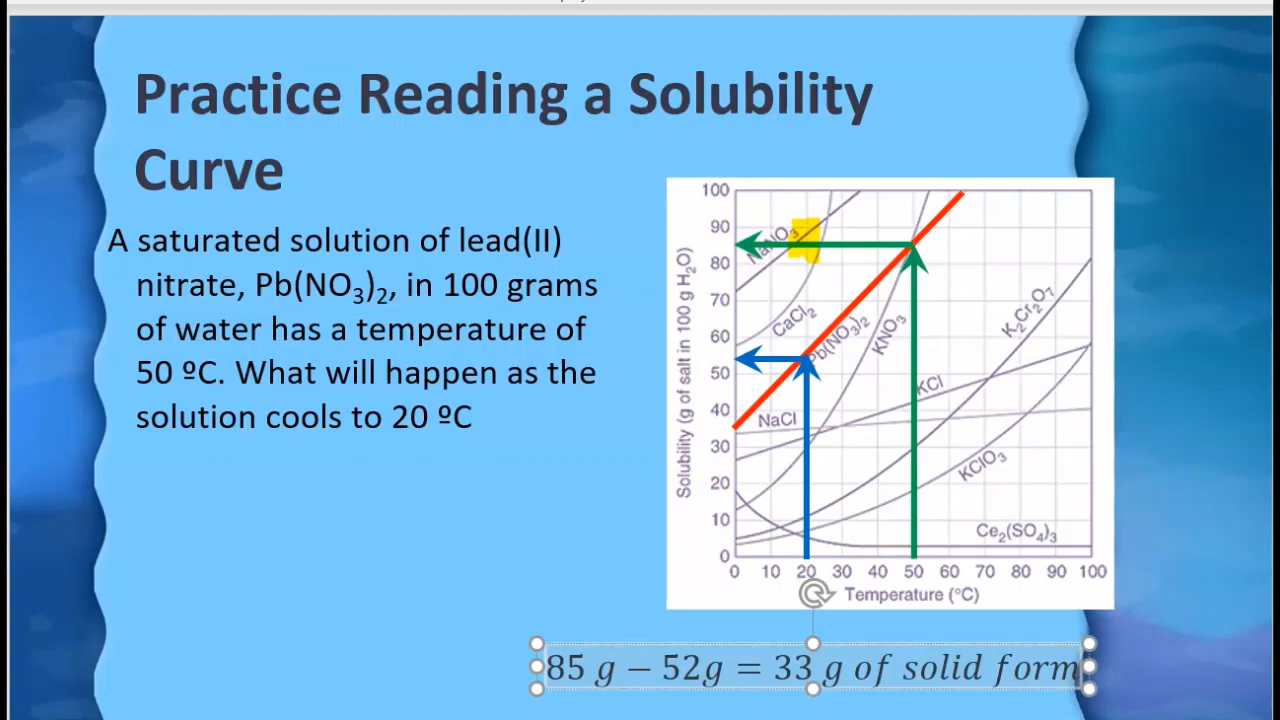 Practice Reading a Solubility
Curve
A saturated solution of lead(II)
nitrate, Pb(NO₃)₂, in 100 grams
of water has a temperature of
50 ºC. What will happen as the
solution cools to 20 ºC
Solubility (g of salt in 100 g H₂O)
100
90
80
70
60
50
40
30
20
10
0
NaNO₃
CaCl₂
Pb(NO₃)₂
KNO₃
K₂Cr₂O₇
KCl
NaCl
KClO₃
Ce₂(SO₄)₃
0 10 20 30 40 50 60 70 80 90 100
Temperature (°C)
85 g − 52g = 33 g of solid form